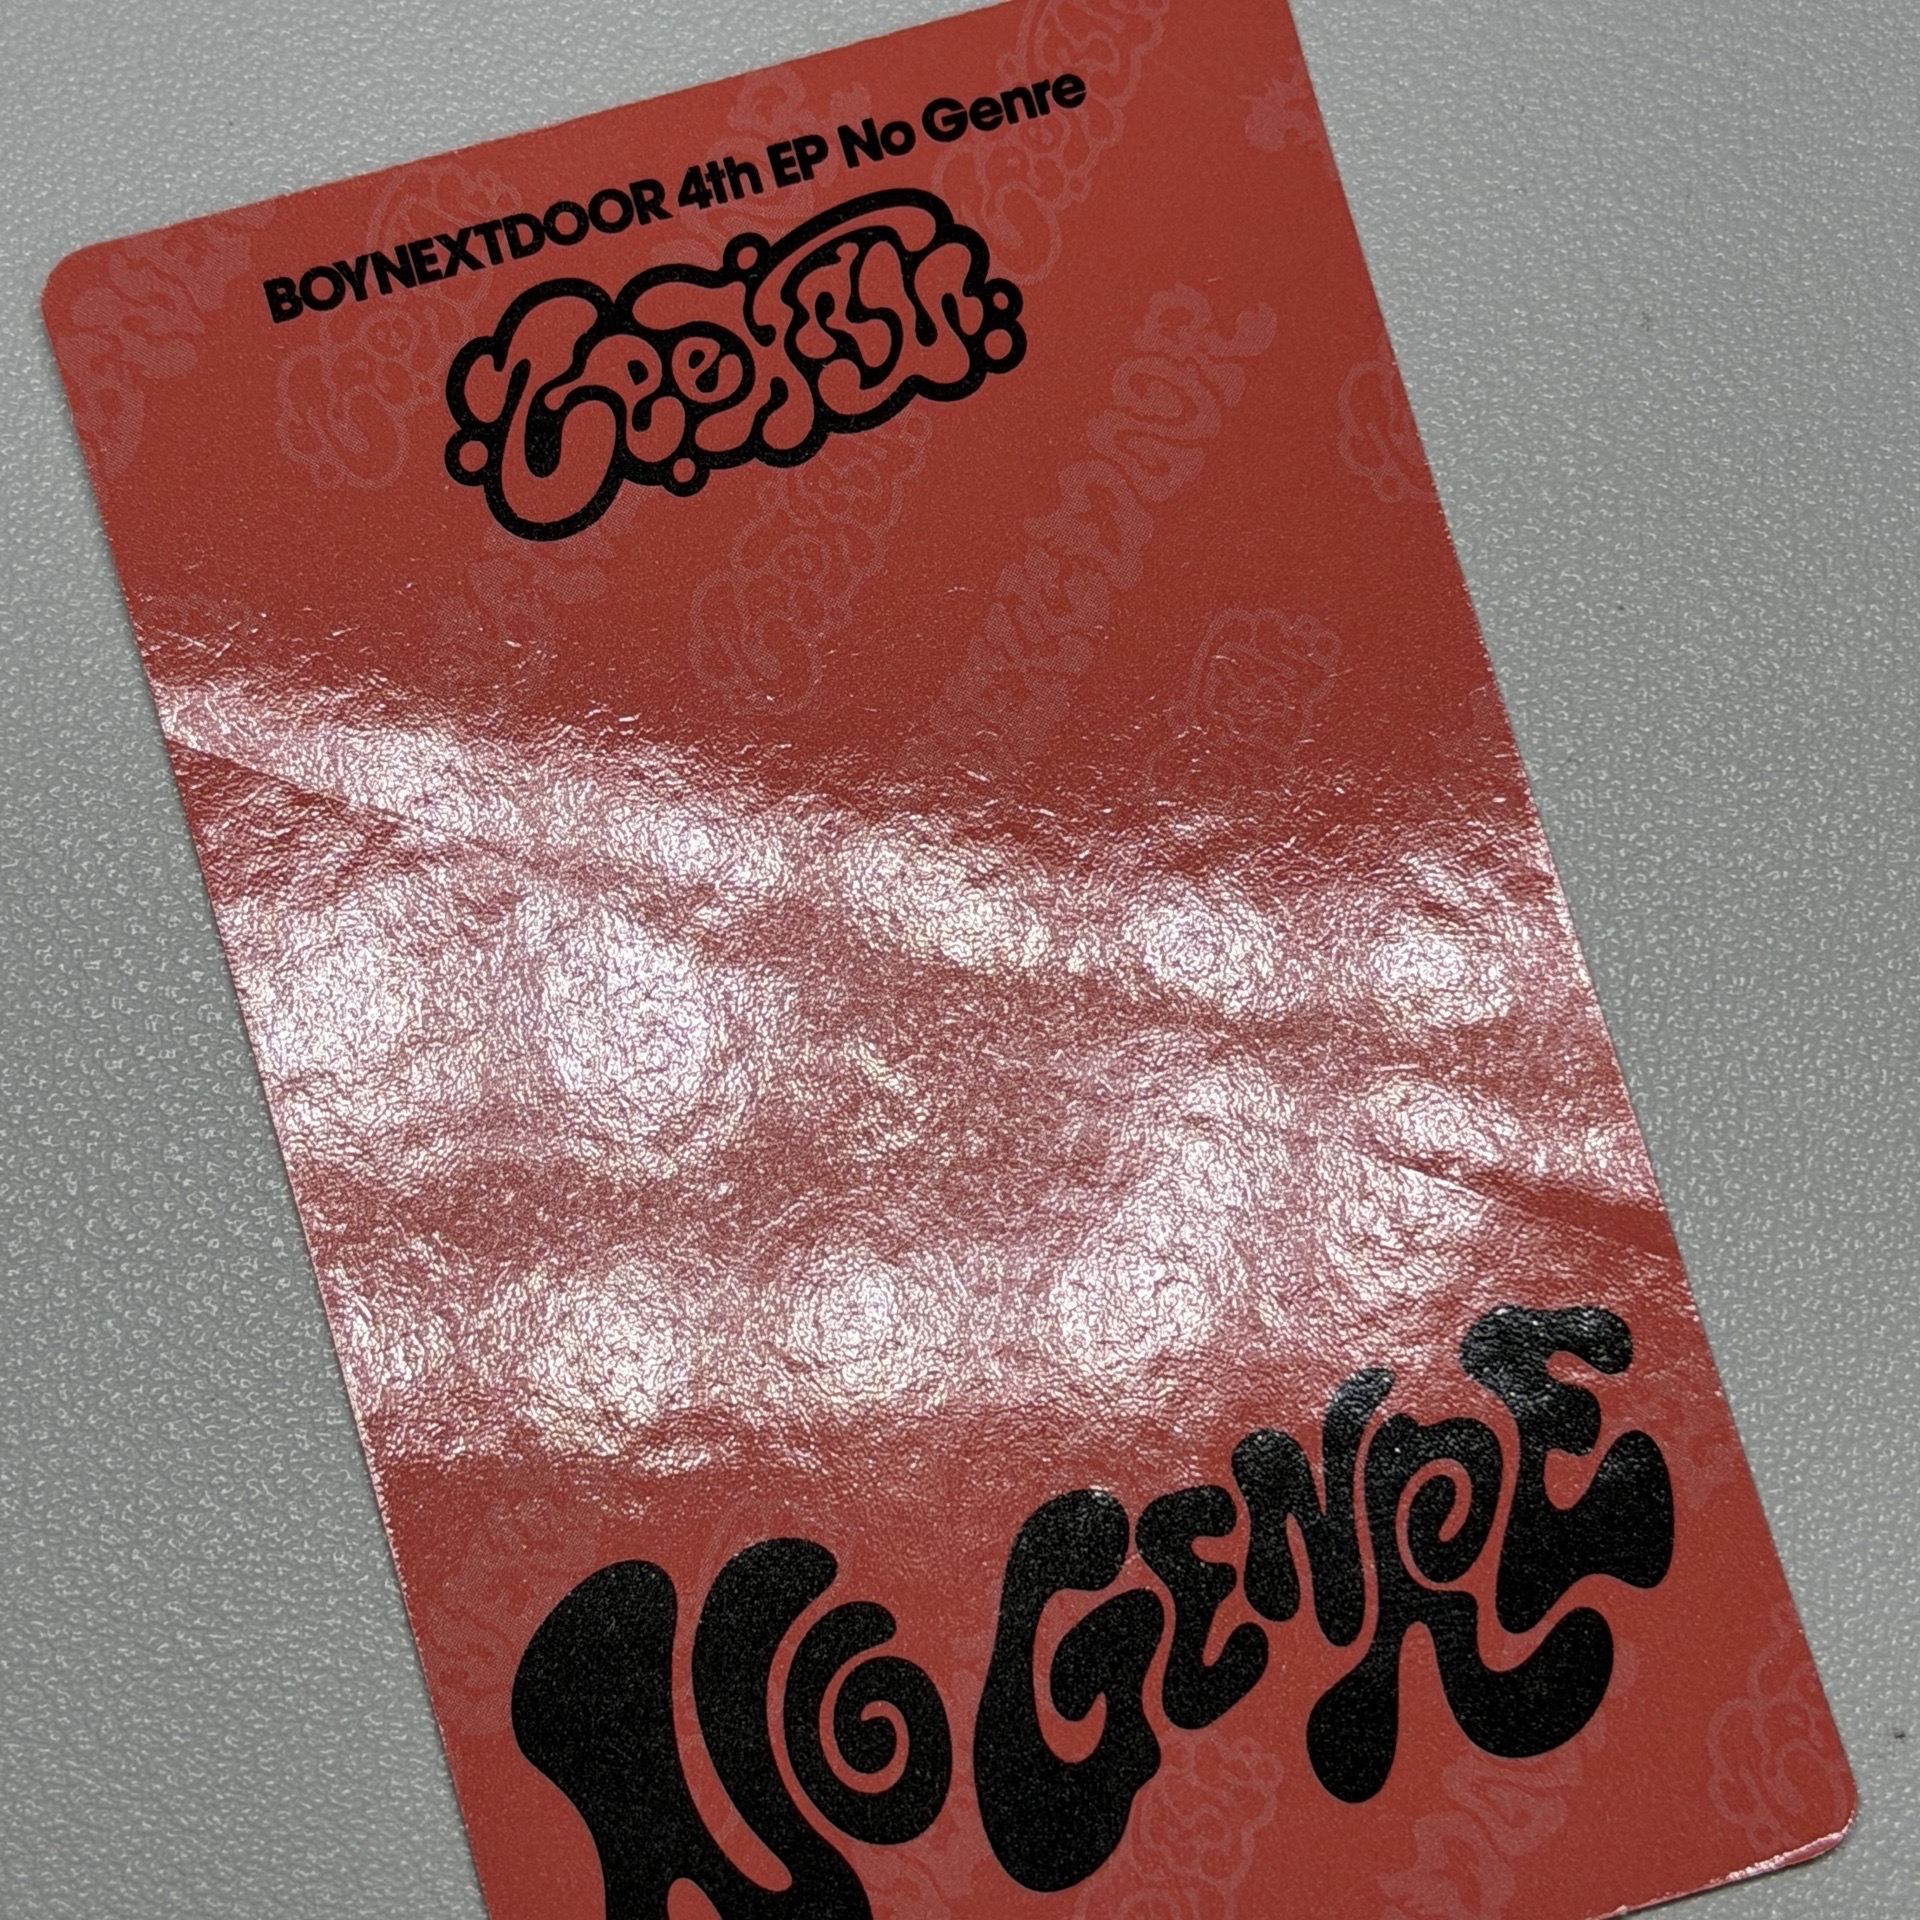 BOYNEXTDOOR 4th EP No Genre
NO GENRE